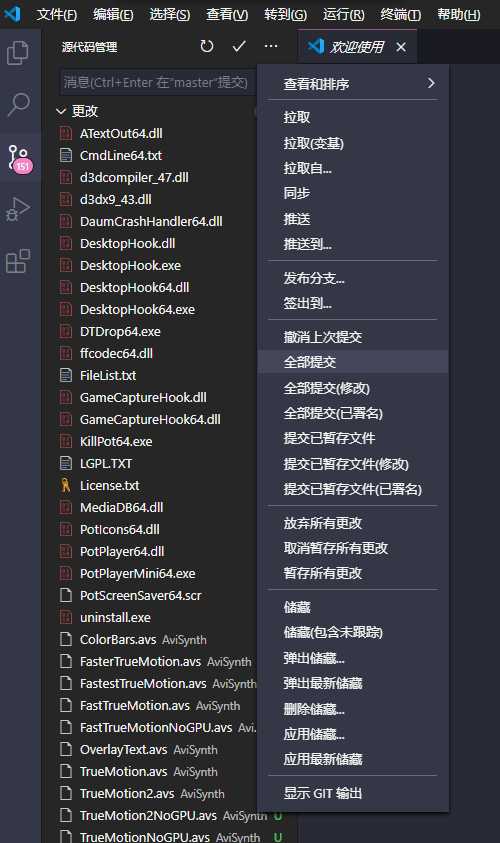 文件(F) 编辑(E) 选择(S) 查看(V) 转到(G) 运行(R) 终端(T) 帮助(H)
源代码管理
欢迎使用
消息(Ctrl+Enter 在“master”提交)
151
更改
ATextOut64.dll
CmdLine64.txt
d3dcompiler_47.dll
d3dx9_43.dll
DaumCrashHandler64.dll
DesktopHook.dll
DesktopHook.exe
DesktopHook64.dll
DesktopHook64.exe
DTDrop64.exe
ffcodec64.dll
FileList.txt
GameCaptureHook.dll
GameCaptureHook64.dll
KillPot64.exe
LGPL.TXT
License.txt
MediaDB64.dll
PotIcons64.dll
PotPlayer64.dll
PotPlayerMini64.exe
PotScreenSaver64.scr
uninstall.exe
ColorBars.avs AviSynth
FasterTrueMotion.avs AviSynth
FastestTrueMotion.avs AviSynth
FastTrueMotion.avs AviSynth
FastTrueMotionNoGPU.avs Avi...
OverlayText.avs AviSynth
TrueMotion.avs AviSynth
TrueMotion2.avs AviSynth
TrueMotion2NoGPU.avs AviSynth U
TrueMotionNoGPU.avs AviSynth U
查看和排序
拉取
拉取(变基)
拉取自...
同步
推送
推送到...
发布分支...
签出到...
撤消上次提交
全部提交
全部提交(修改)
全部提交(已署名)
提交已暂存文件
提交已暂存文件(修改)
提交已暂存文件(已署名)
放弃所有更改
取消暂存所有更改
暂存所有更改
储藏
储藏(包含未跟踪)
弹出储藏...
弹出最新储藏
删除储藏...
应用储藏...
应用最新储藏
显示 GIT 输出